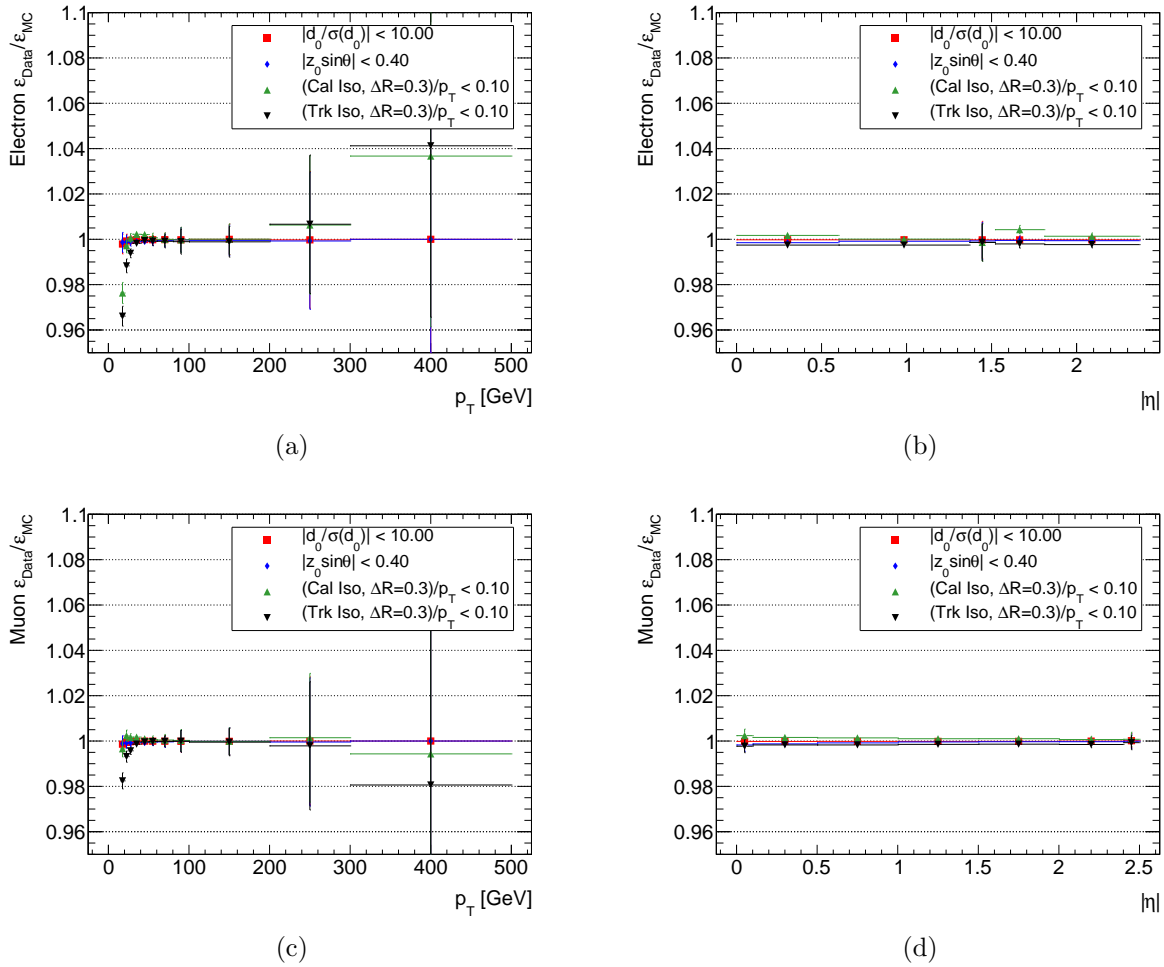 Electron ε_Data/ε_MC
1.1
1.08
1.06
1.04
1.02
1
0.98
0.96
|d_0/σ(d_0)| < 10.00
|z_0sinθ| < 0.40
(Cal Iso, ΔR=0.3)/p_T < 0.10
(Trk Iso, ΔR=0.3)/p_T < 0.10
0 100 200 300 400 500
p_T [GeV]
(a)
Electron ε_Data/ε_MC
1.1
1.08
1.06
1.04
1.02
1
0.98
0.96
|d_0/σ(d_0)| < 10.00
|z_0sinθ| < 0.40
(Cal Iso, ΔR=0.3)/p_T < 0.10
(Trk Iso, ΔR=0.3)/p_T < 0.10
0 0.5 1 1.5 2
|η|
(b)
Muon ε_Data/ε_MC
1.1
1.08
1.06
1.04
1.02
1
0.98
0.96
|d_0/σ(d_0)| < 10.00
|z_0sinθ| < 0.40
(Cal Iso, ΔR=0.3)/p_T < 0.10
(Trk Iso, ΔR=0.3)/p_T < 0.10
0 100 200 300 400 500
p_T [GeV]
(c)
Muon ε_Data/ε_MC
1.1
1.08
1.06
1.04
1.02
1
0.98
0.96
|d_0/σ(d_0)| < 10.00
|z_0sinθ| < 0.40
(Cal Iso, ΔR=0.3)/p_T < 0.10
(Trk Iso, ΔR=0.3)/p_T < 0.10
0 0.5 1 1.5 2 2.5
|η|
(d)